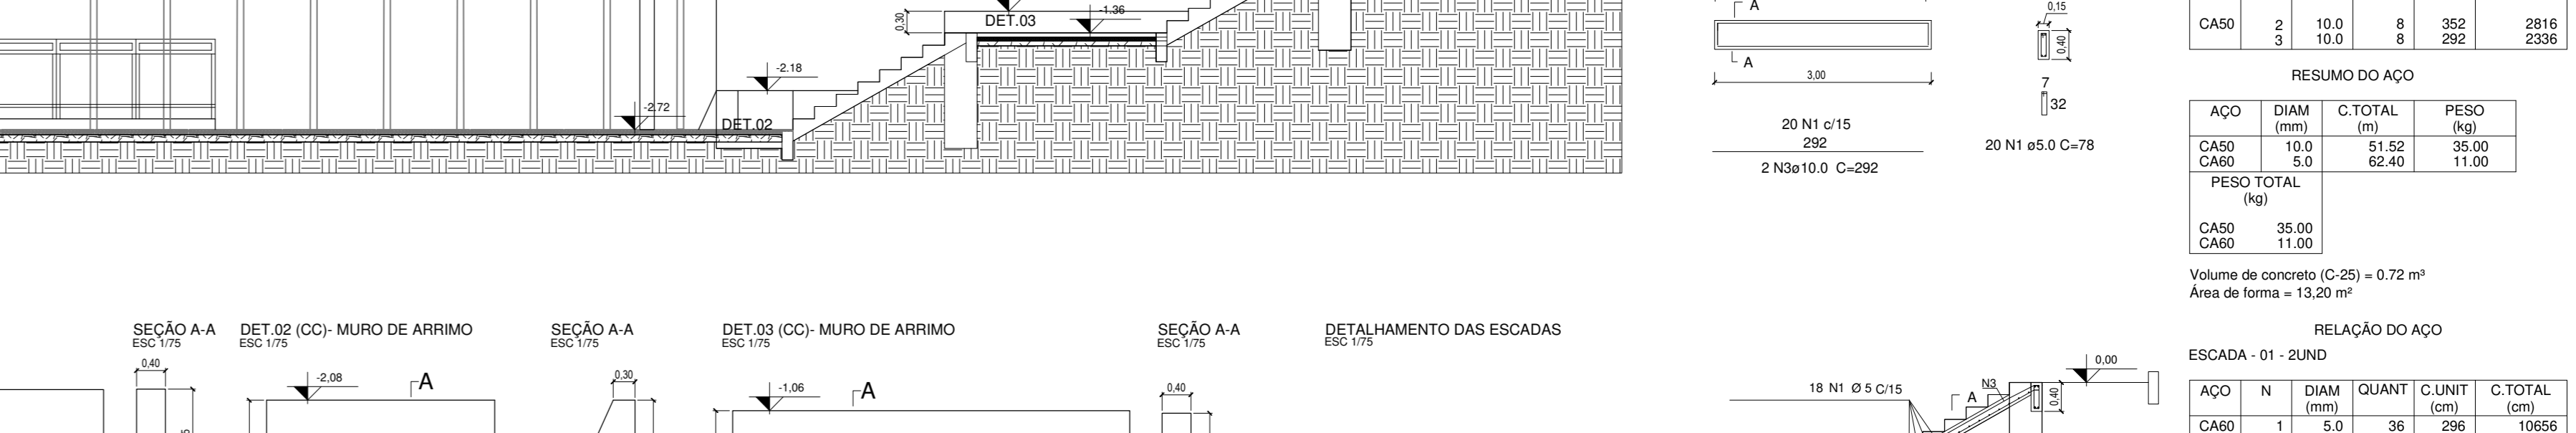 0,30
DET.03
-1.36
-2.18
-2.72
DET.02
A
A
3,00
20 N1 c/15
292
2 N3ø10.0 C=292
0,15
0,40
7
32
20 N1 ø5.0 C=78
CA50 2 10.0 8 352 2816
3 10.0 8 292 2336
RESUMO DO AÇO
AÇO DIAM C.TOTAL PESO
(mm) (m) (kg)
CA50 10.0 51.52 35.00
CA60 5.0 62.40 11.00
PESO TOTAL
(kg)
CA50 35.00
CA60 11.00
Volume de concreto (C-25) = 0.72 m³
Área de forma = 13,20 m²
SEÇÃO A-A
ESC 1/75
0,40
DET.02 (CC)- MURO DE ARRIMO
ESC 1/75
-2,08
A
SEÇÃO A-A
ESC 1/75
0,30
DET.03 (CC)- MURO DE ARRIMO
ESC 1/75
-1,06
A
SEÇÃO A-A
ESC 1/75
0,40
DETALHAMENTO DAS ESCADAS
ESC 1/75
18 N1 Ø 5 C/15
A
N3
0,40
0,00
RELAÇÃO DO AÇO
ESCADA - 01 - 2UND
AÇO N DIAM QUANT C.UNIT C.TOTAL
(mm) (cm) (cm)
CA60 1 5.0 36 296 10656